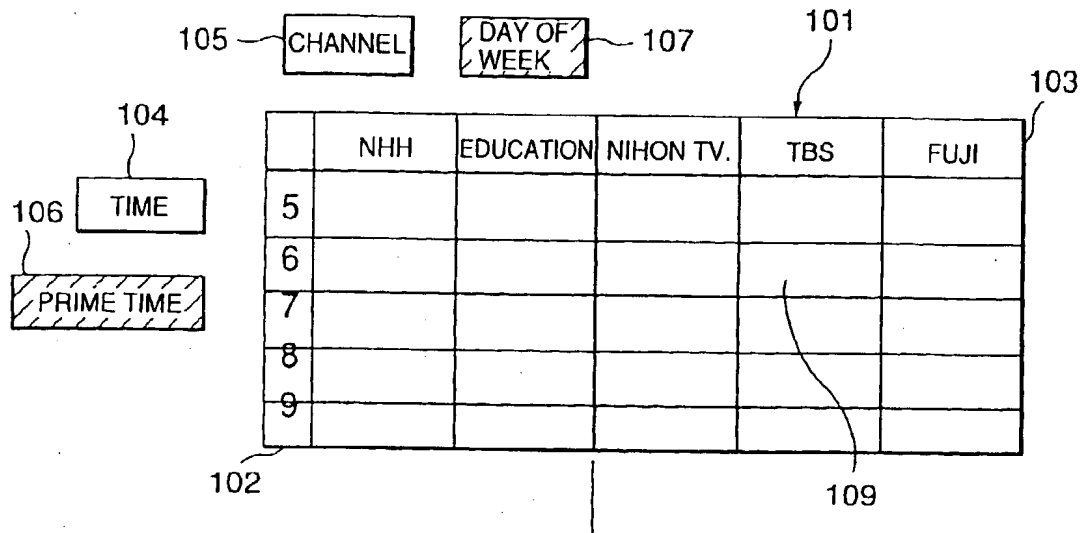 105 CHANNEL DAY OF WEEK 107
101
103
104
NHH EDUCATION NIHON TV. TBS FUJI
TIME
5
106
6
PRIME TIME
7
8
9
102
109